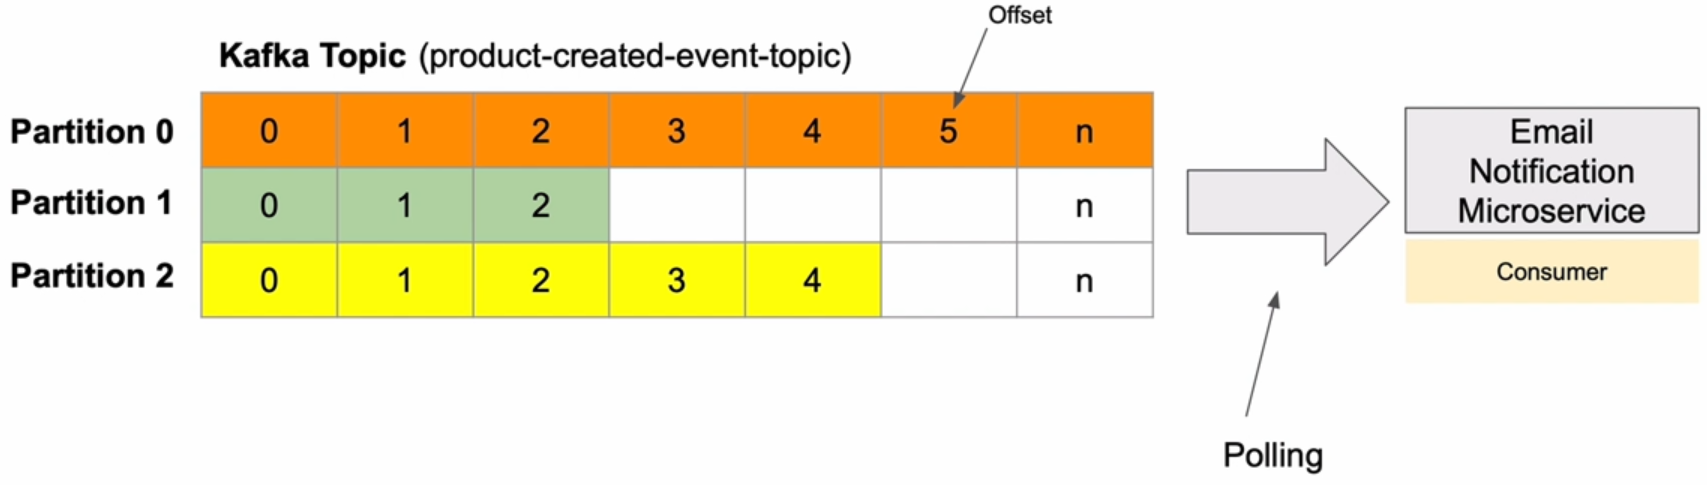 Offset
Kafka Topic (product-created-event-topic)
Partition 0 0 1 2 3 4 5 n
Partition 1 0 1 2 n
Partition 2 0 1 2 3 4 n
Email
Notification
Microservice
Consumer
Polling